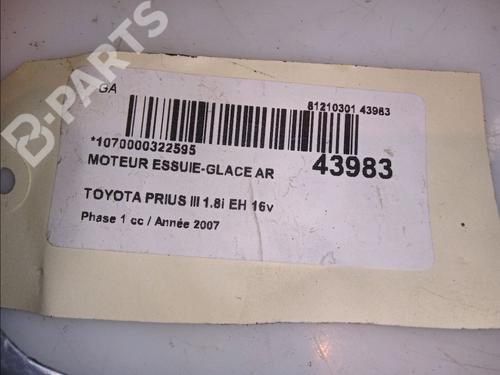 GA
81210301 43983
*1070000322595
MOTEUR ESSUIE-GLACE AR
43983
TOYOTA PRIUS III 1.8i EH 16v
Phase 1 cc / Année 2007
B-PARTS
B-PARTS